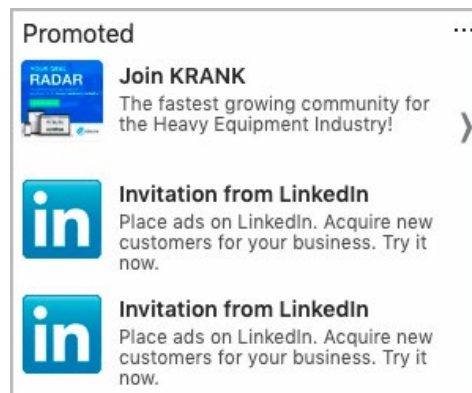 Promoted
...
YOUR DEAL
RADAR
Join KRANK
The fastest growing community for
the Heavy Equipment Industry!
in
Invitation from LinkedIn
Place ads on LinkedIn. Acquire new
customers for your business. Try it
now.
in
Invitation from LinkedIn
Place ads on LinkedIn. Acquire new
customers for your business. Try it
now.